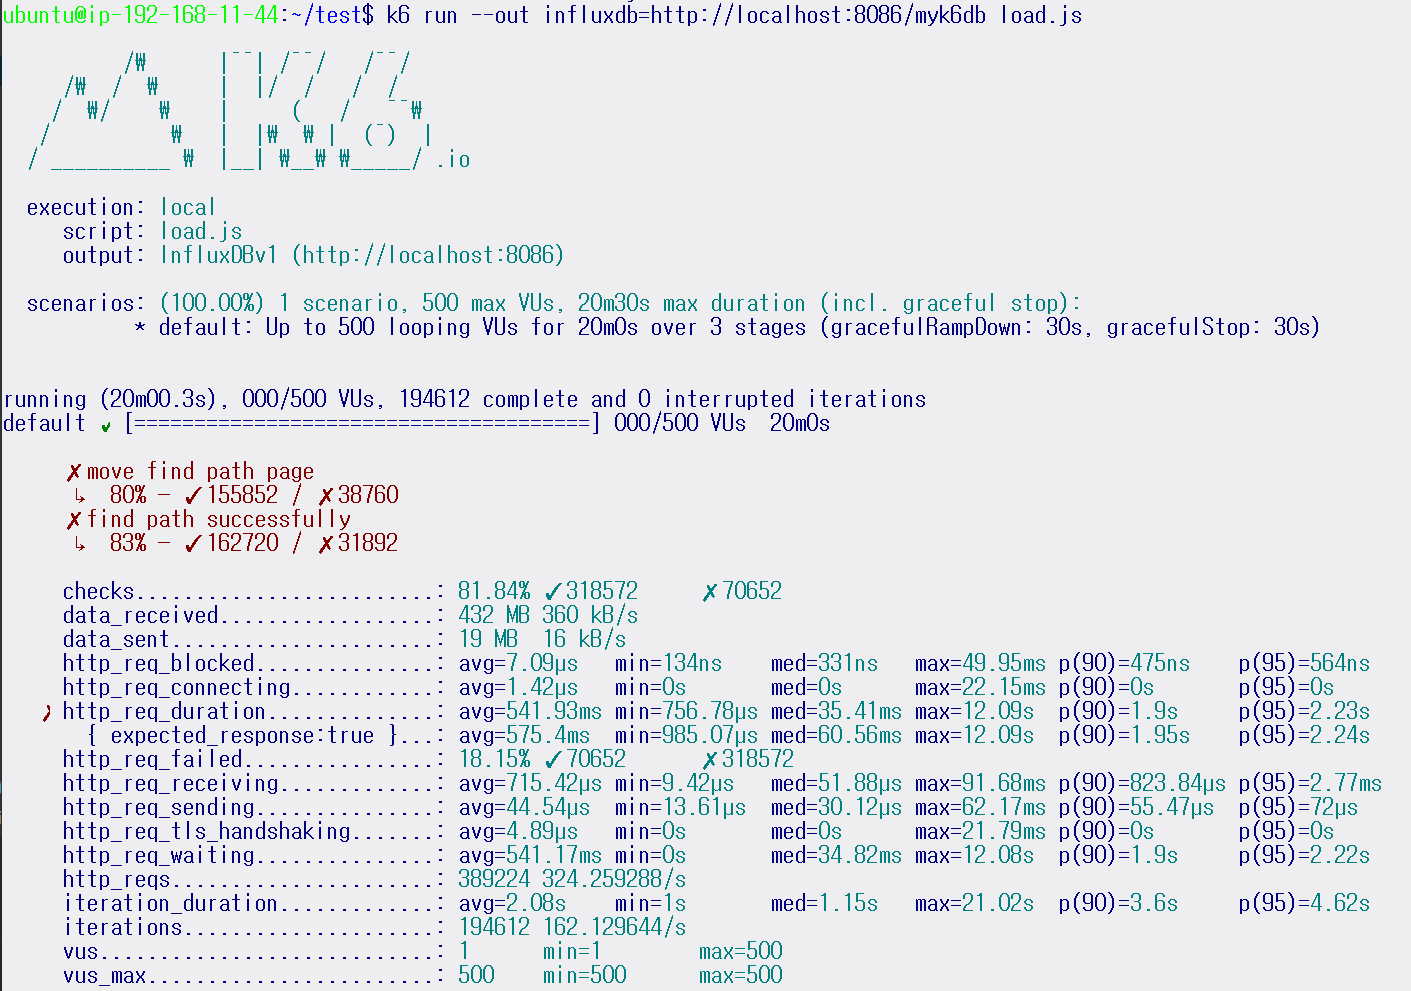 ubuntu@ip-192-168-11-44:~/test$ k6 run --out influxdb=http://localhost:8086/myk6db load.js
          /₩      |‾‾| /‾‾/   /‾‾/
     /₩  /  ₩     |  |/  /   /  /
    /  ₩/    ₩    |     (   /   ‾‾₩
   /          ₩   |  |₩  ₩ |  (‾)  |
  / __________ ₩  |__| ₩__₩ ₩_____/ .io
  execution: local
     script: load.js
     output: InfluxDBv1 (http://localhost:8086)
  scenarios: (100.00%) 1 scenario, 500 max VUs, 20m30s max duration (incl. graceful stop):
           * default: Up to 500 looping VUs for 20m0s over 3 stages (gracefulRampDown: 30s, gracefulStop: 30s)
running (20m00.3s), 000/500 VUs, 194612 complete and 0 interrupted iterations
default ✓ [======================================] 000/500 VUs  20m0s
     ✗ move find path page
      ↳  80% — ✓ 155852 / ✗ 38760
     ✗ find path successfully
      ↳  83% — ✓ 162720 / ✗ 31892
     checks.........................: 81.84% ✓ 318572      ✗ 70652
     data_received..................: 432 MB 360 kB/s
     data_sent......................: 19 MB  16 kB/s
     http_req_blocked...............: avg=7.09µs   min=134ns    med=331ns   max=49.95ms p(90)=475ns    p(95)=564ns
     http_req_connecting............: avg=1.42µs   min=0s       med=0s      max=22.15ms p(90)=0s       p(95)=0s
   ✗ http_req_duration..............: avg=541.93ms min=756.78µs med=35.41ms max=12.09s  p(90)=1.9s     p(95)=2.23s
       { expected_response:true }...: avg=575.4ms  min=985.07µs med=60.56ms max=12.09s  p(90)=1.95s    p(95)=2.24s
     http_req_failed................: 18.15% ✓ 70652       ✗ 318572
     http_req_receiving.............: avg=715.42µs min=9.42µs   med=51.88µs max=91.68ms p(90)=823.84µs p(95)=2.77ms
     http_req_sending...............: avg=44.54µs  min=13.61µs  med=30.12µs max=62.17ms p(90)=55.47µs  p(95)=72µs
     http_req_tls_handshaking.......: avg=4.89µs   min=0s       med=0s      max=21.79ms p(90)=0s       p(95)=0s
     http_req_waiting...............: avg=541.17ms min=0s       med=34.82ms max=12.08s  p(90)=1.9s     p(95)=2.22s
     http_reqs......................: 389224 324.259288/s
     iteration_duration.............: avg=2.08s    min=1s       med=1.15s   max=21.02s  p(90)=3.6s     p(95)=4.62s
     iterations.....................: 194612 162.129644/s
     vus............................: 1      min=1         max=500
     vus_max........................: 500    min=500       max=500